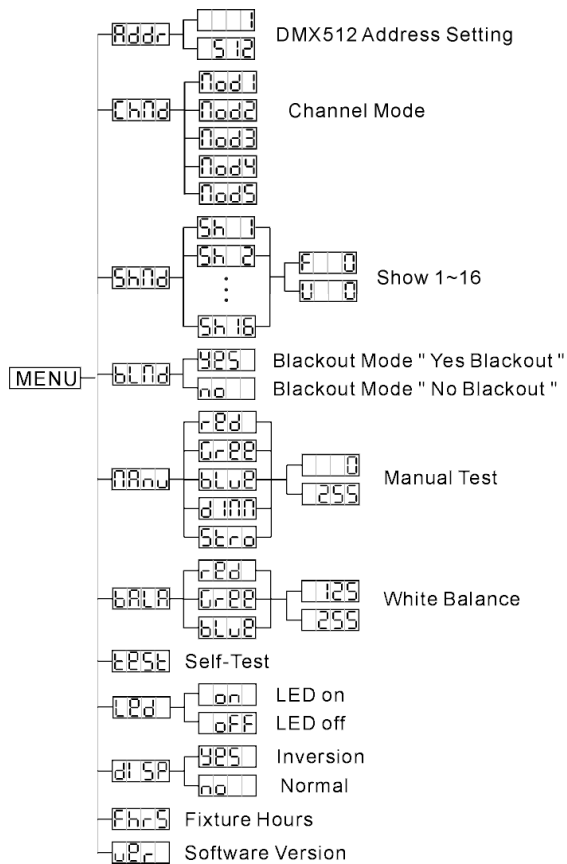 1
Addr DMX512 Address Setting
512
Mod1
ChMd Mod2 Channel Mode
Mod3
Mod4
Mod5
Sh 1
Sh 2 F 0
ShMd Show 1~16
U 0
Sh16
YES Blackout Mode " Yes Blackout "
MENU bLMd
no Blackout Mode " No Blackout "
rEd
GrEE 0
MAnu bLuE Manual Test
255
dIMM
Stro
rEd 125
bALA GrEE White Balance
bLuE 255
tESt Self-Test
on LED on
LEd
oFF LED off
YES Inversion
dISP
no Normal
FhrS Fixture Hours
vEr Software Version